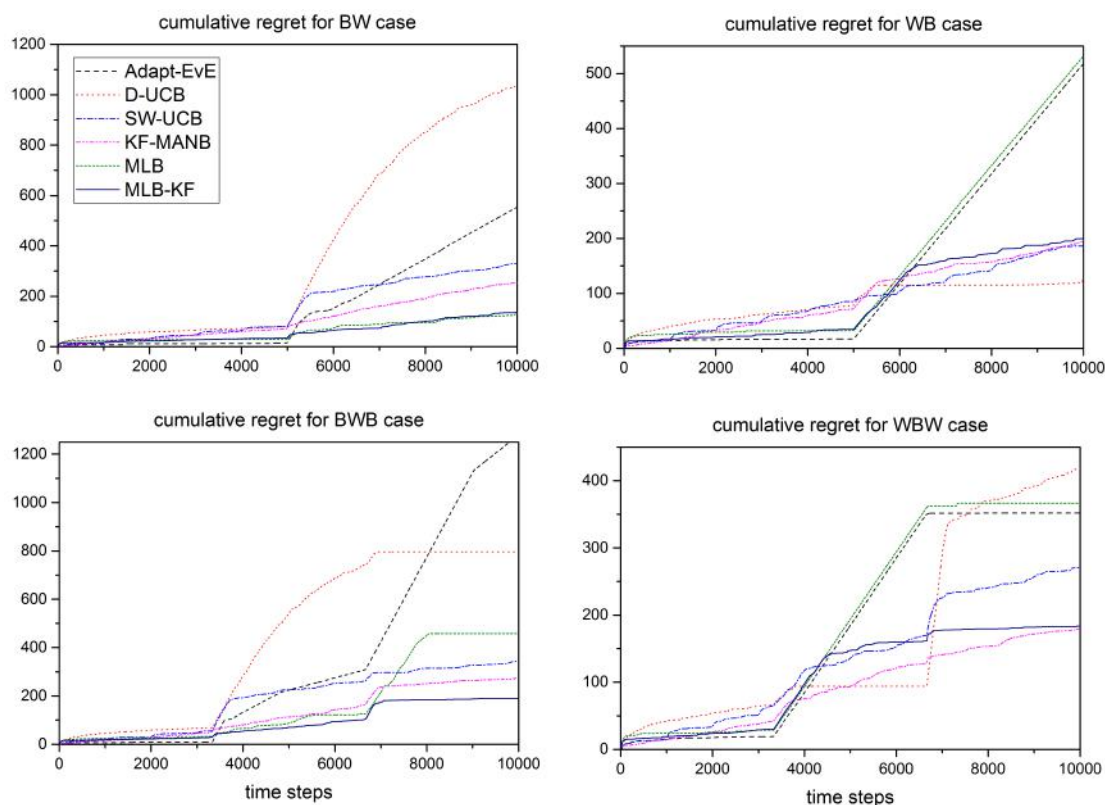 cumulative regret for BW case
1200
1000
800
600
400
200
0
0 2000 4000 6000 8000 10000
Adapt-EvE
D-UCB
SW-UCB
KF-MANB
MLB
MLB-KF
cumulative regret for WB case
500
400
300
200
100
0
0 2000 4000 6000 8000 10000
cumulative regret for BWB case
1200
1000
800
600
400
200
0
0 2000 4000 6000 8000 10000
time steps
cumulative regret for WBW case
400
300
200
100
0
0 2000 4000 6000 8000 10000
time steps